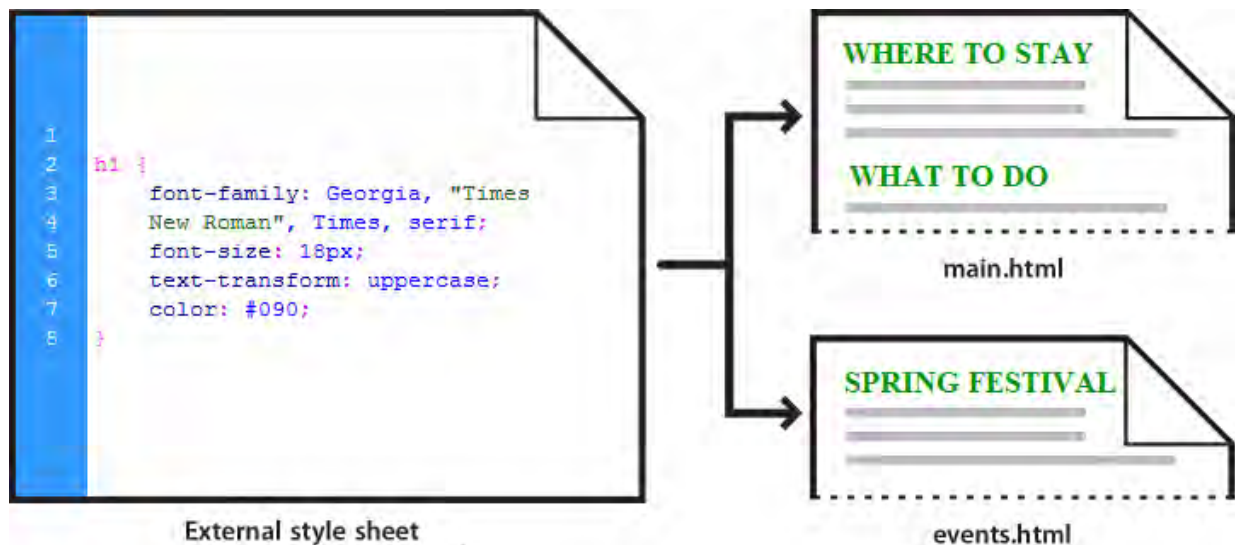 1
2 h1 {
3 font-family: Georgia, "Times
4 New Roman", Times, serif;
5 font-size: 18px;
6 text-transform: uppercase;
7 color: #090;
8 }
External style sheet
WHERE TO STAY
WHAT TO DO
main.html
SPRING FESTIVAL
events.html